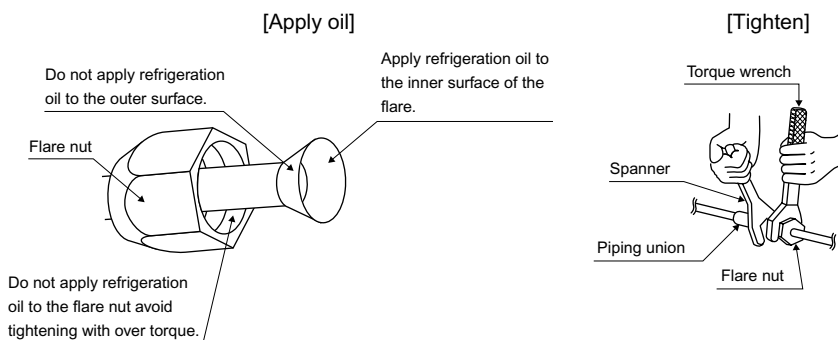 [Apply oil]
Do not apply refrigeration
oil to the outer surface.
Apply refrigeration oil to
the inner surface of the
flare.
Flare nut
Do not apply refrigeration
oil to the flare nut avoid
tightening with over torque.
[Tighten]
Torque wrench
Spanner
Piping union
Flare nut